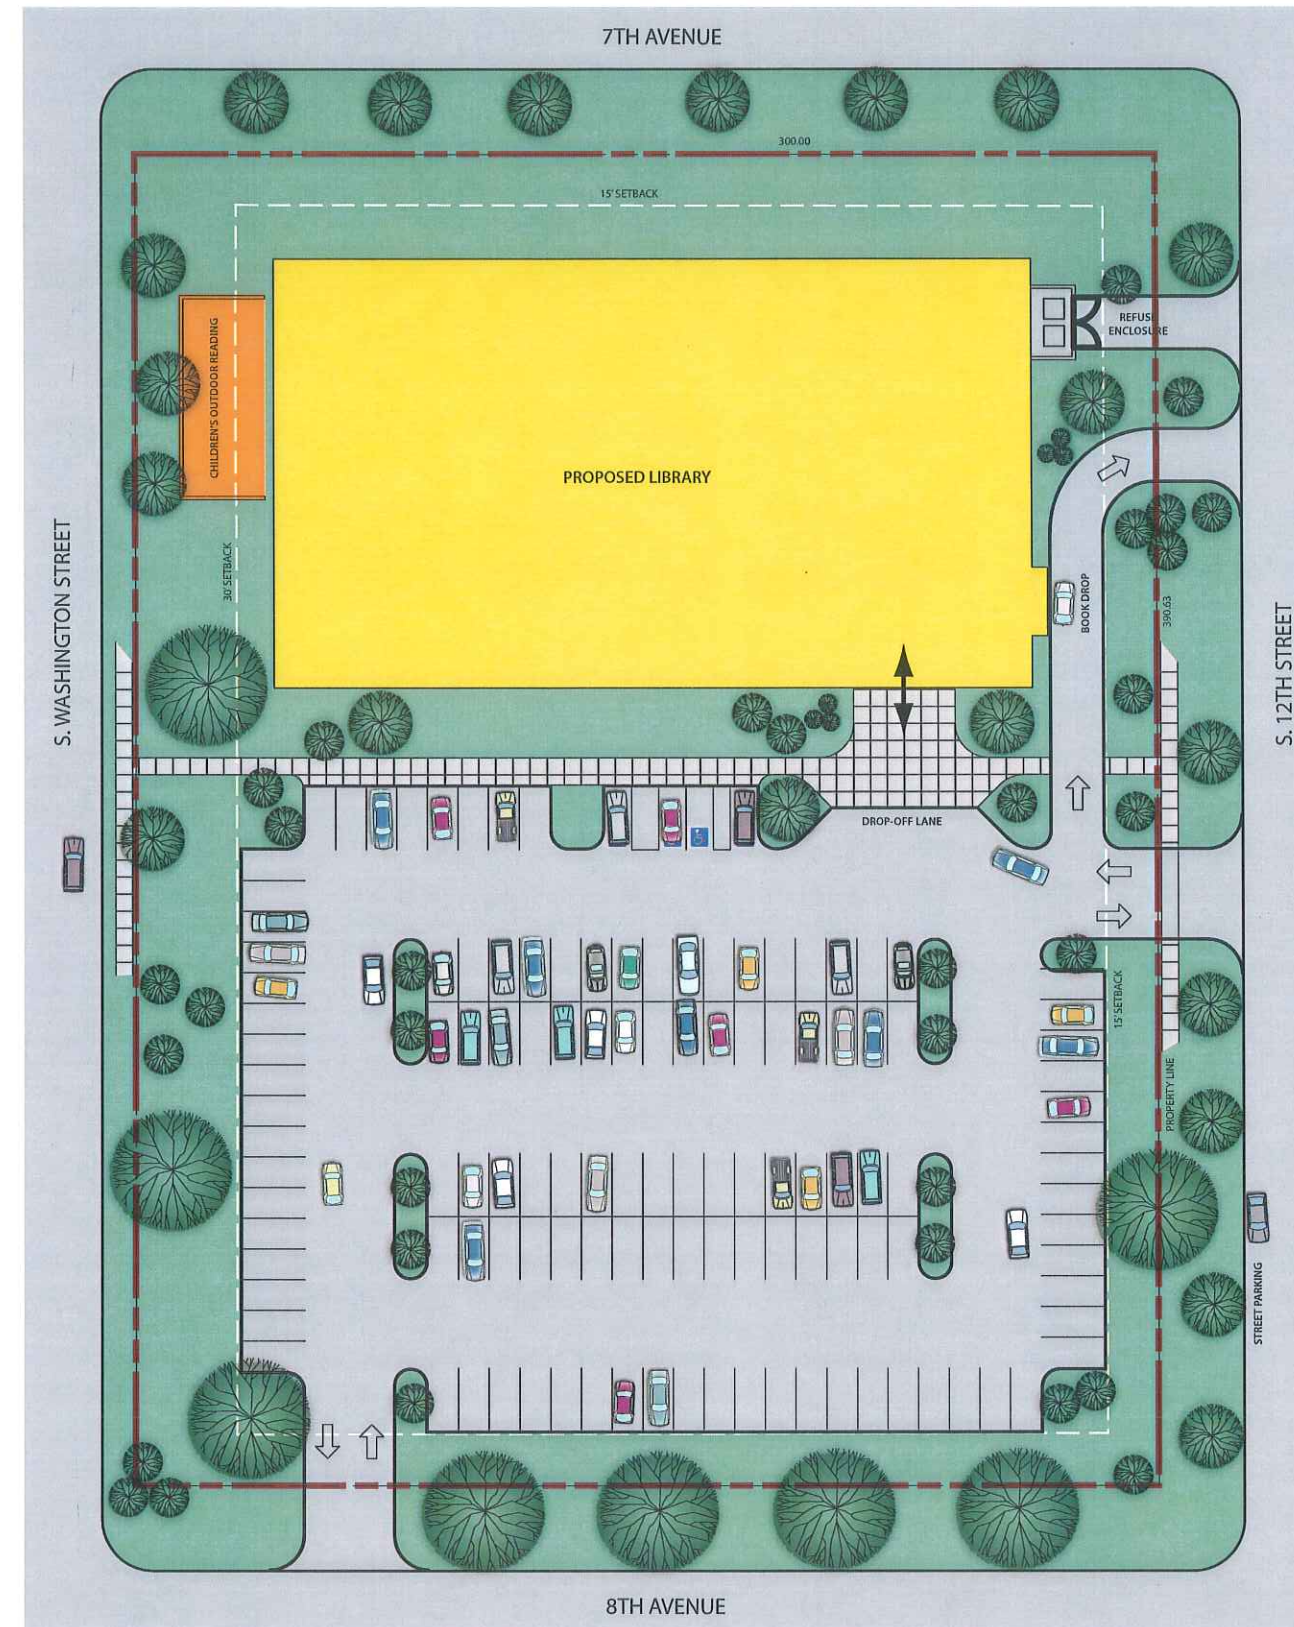 7TH AVENUE
300.00
15' SETBACK
REFUSE
ENCLOSURE
CHILDREN'S OUTDOOR READING
PROPOSED LIBRARY
S. WASHINGTON STREET
30' SETBACK
BOOK DROP
390.63
S. 12TH STREET
DROP-OFF LANE
15' SETBACK
PROPERTY LINE
STREET PARKING
8TH AVENUE